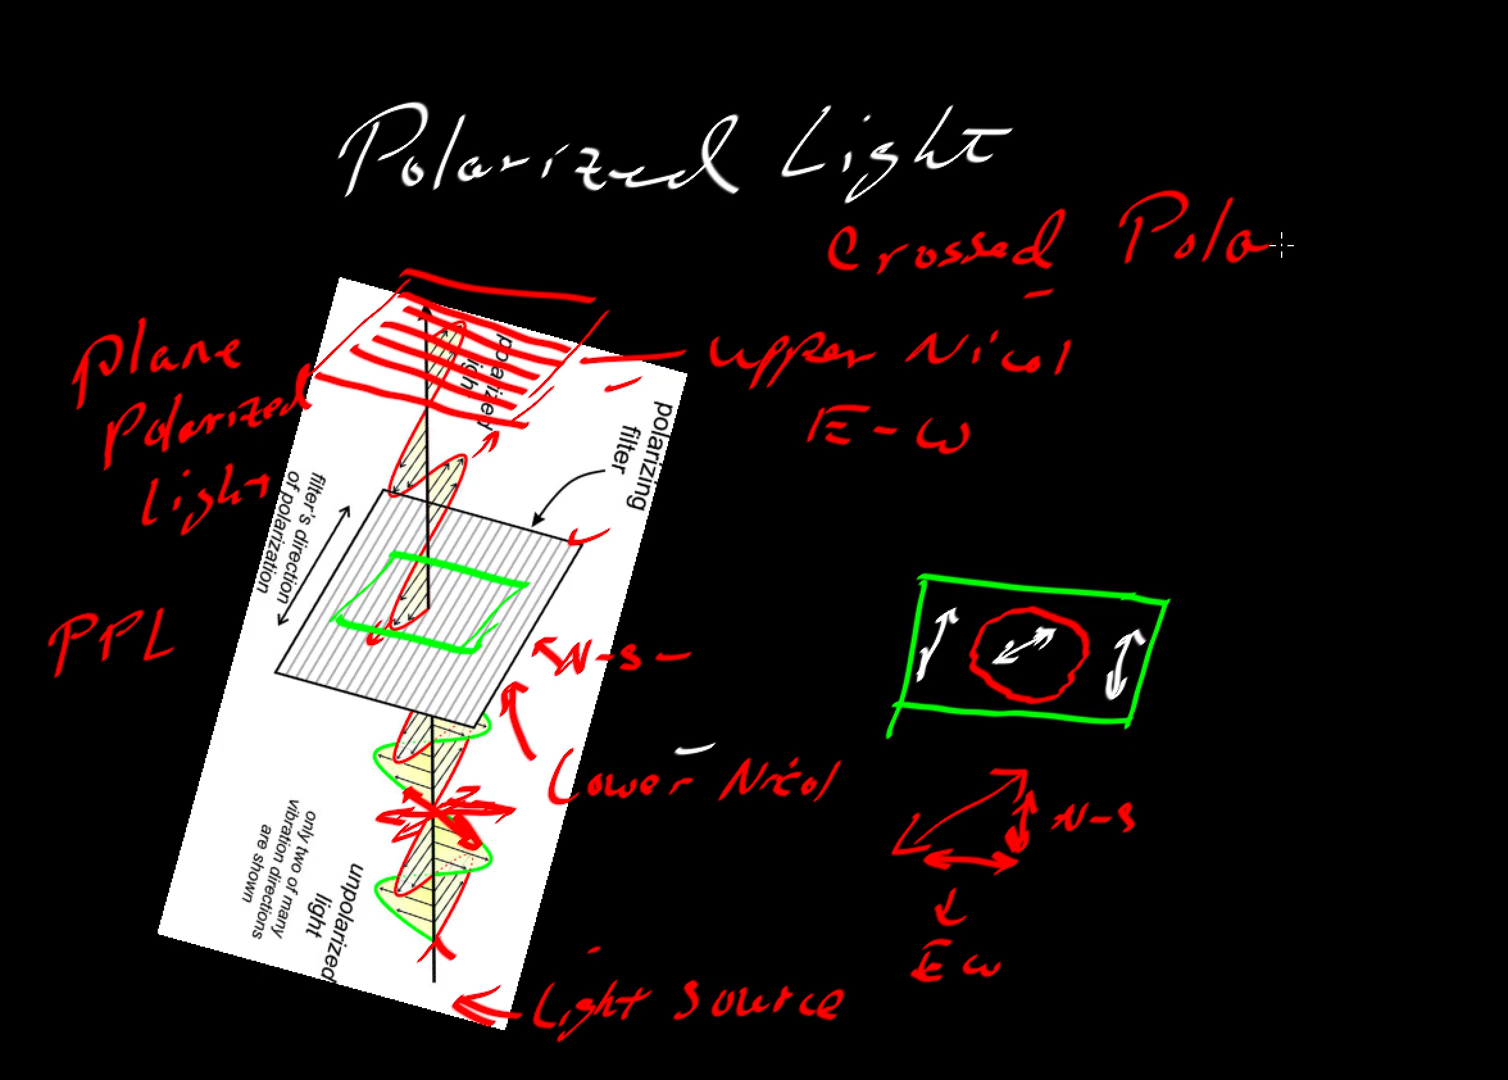 Polarized Light
Crossed Pola
Upper Nicol
E-W
Plane
Polarized
Light
PPL
polarized
light
polarizing
filter
filter's direction
of polarization
N-S-
Lower Nicol
N-S
EW
only two of many
vibration directions
are shown
unpolarized
light
Light Source